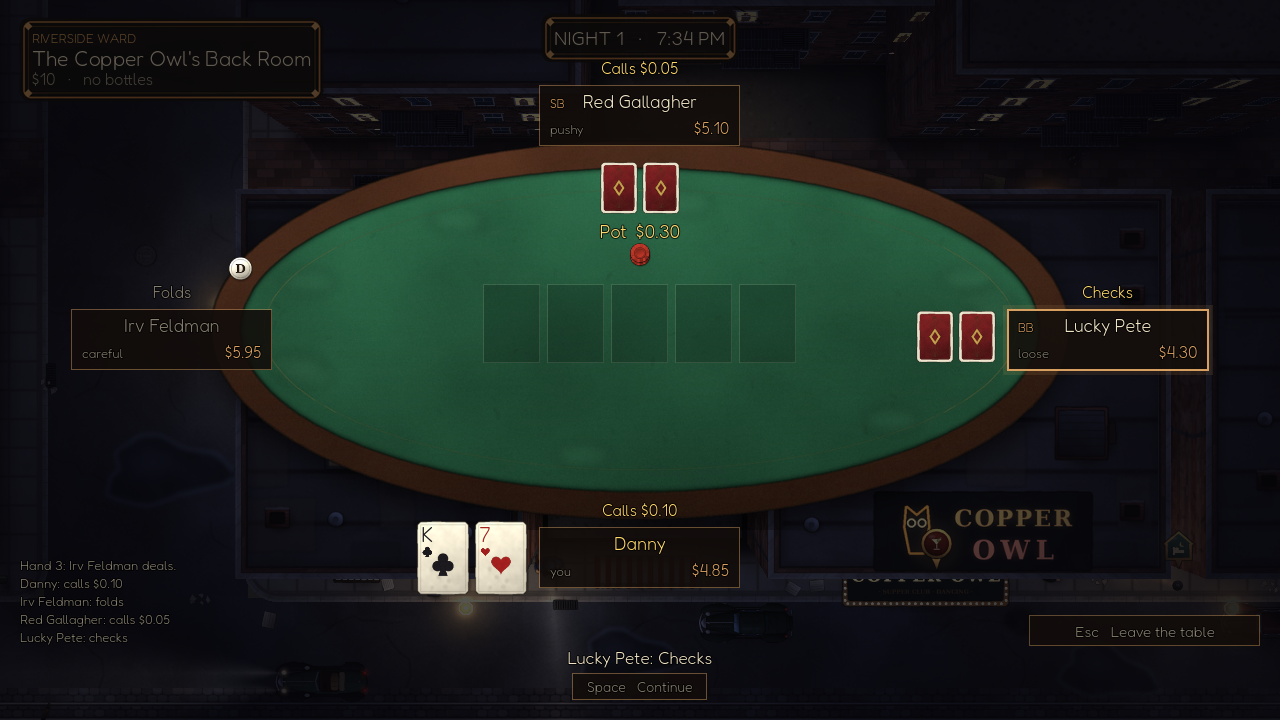 RIVERSIDE WARD
The Copper Owl's Back Room
$10 · no bottles
NIGHT 1 · 7:34 PM
Calls $0.05
SB Red Gallagher
pushy $5.10
Pot $0.30
D
Folds
Irv Feldman
careful $5.95
Checks
BB Lucky Pete
loose $4.30
Calls $0.10
K
7
Danny
you $4.85
COPPER
OWL
COPPER OWL
Hand 3: Irv Feldman deals.
Danny: calls $0.10
Irv Feldman: folds
Red Gallagher: calls $0.05
Lucky Pete: checks
Esc Leave the table
Lucky Pete: Checks
Space Continue